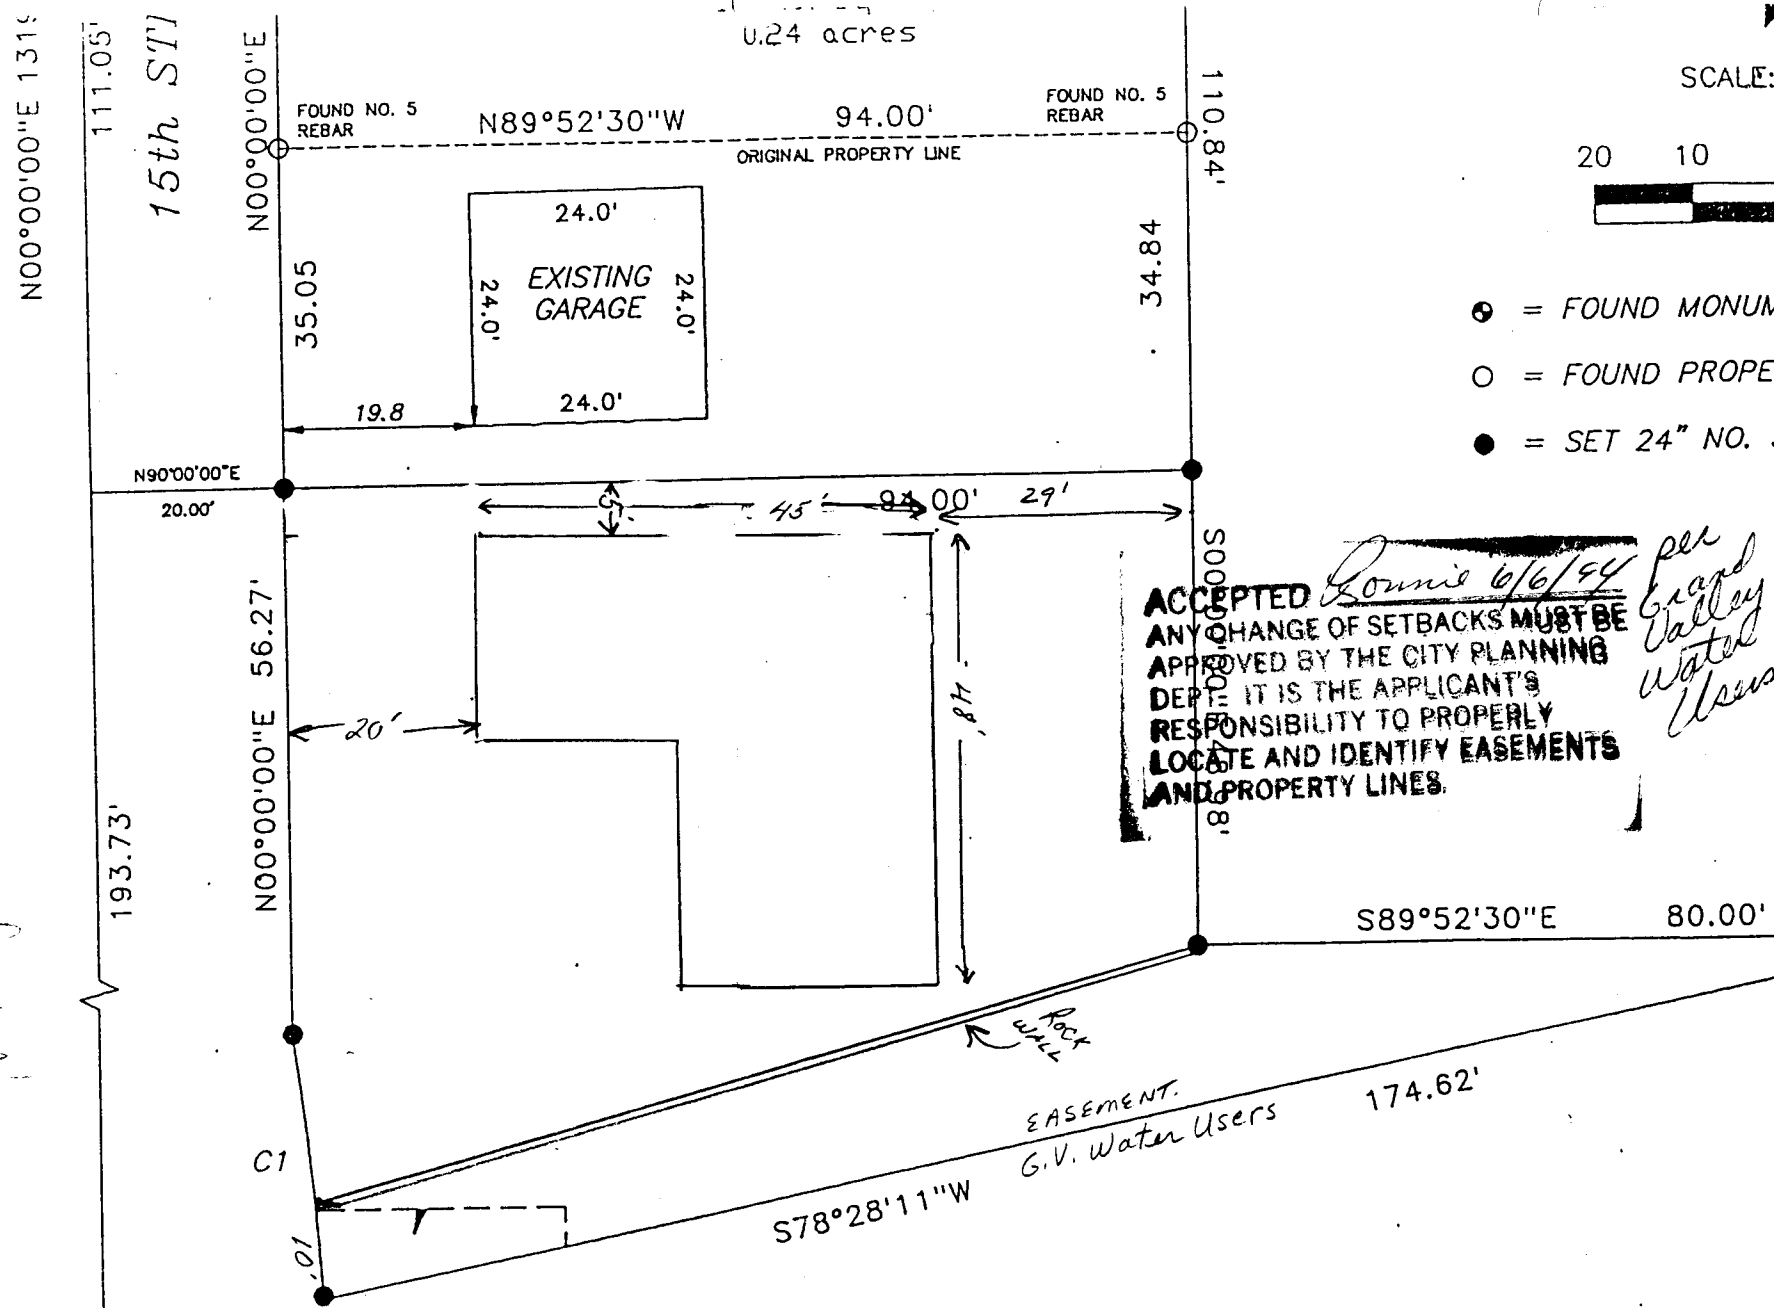 0.24 acres
N00°00'00"E 1319
111.05'
15th
N00°00'00"E
FOUND NO. 5
REBAR
N89°52'30"W
94.00'
FOUND NO. 5
REBAR
ORIGINAL PROPERTY LINE
110.84'
SCALE:
20 10
24.0'
24.0'
EXISTING
GARAGE
24.0'
24.0'
35.05
34.84
19.8
= FOUND MONUM
= FOUND PROPE
= SET 24" NO.
N90°00'00"E
20.00'
5'
45'
94.00'
29'
N00°00'00"E 56.27'
20'
48'
193.73'
ACCEPTED Connie 6/6/94
ANY CHANGE OF SETBACKS MUST BE
APPROVED BY THE CITY PLANNING
DEPT. IT IS THE APPLICANT'S
RESPONSIBILITY TO PROPERLY
LOCATE AND IDENTIFY EASEMENTS
AND PROPERTY LINES.
per
Grand
Valley
Water
Users
S89°52'30"E
80.00'
ROCK
WALL
EASEMENT.
G.V. Water Users
174.62'
S78°28'11"W
C1